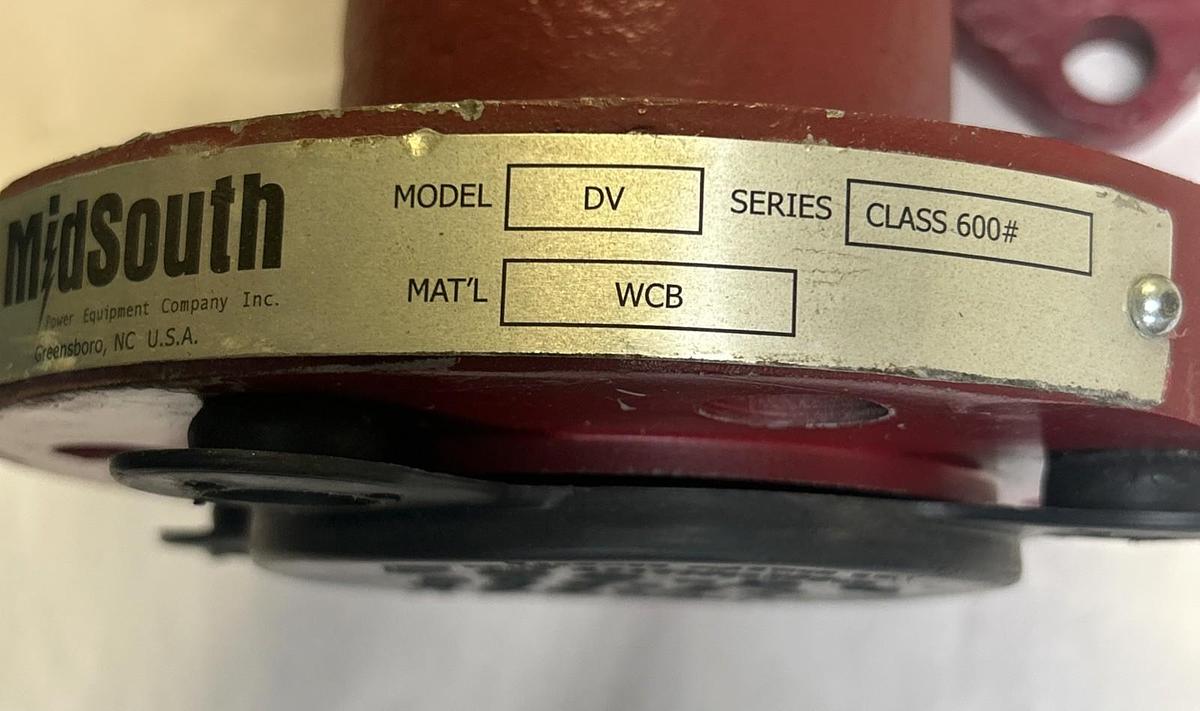 MidSouth
Power Equipment Company Inc.
Greensboro, NC U.S.A.
MODEL DV SERIES CLASS 600#
MAT'L WCB